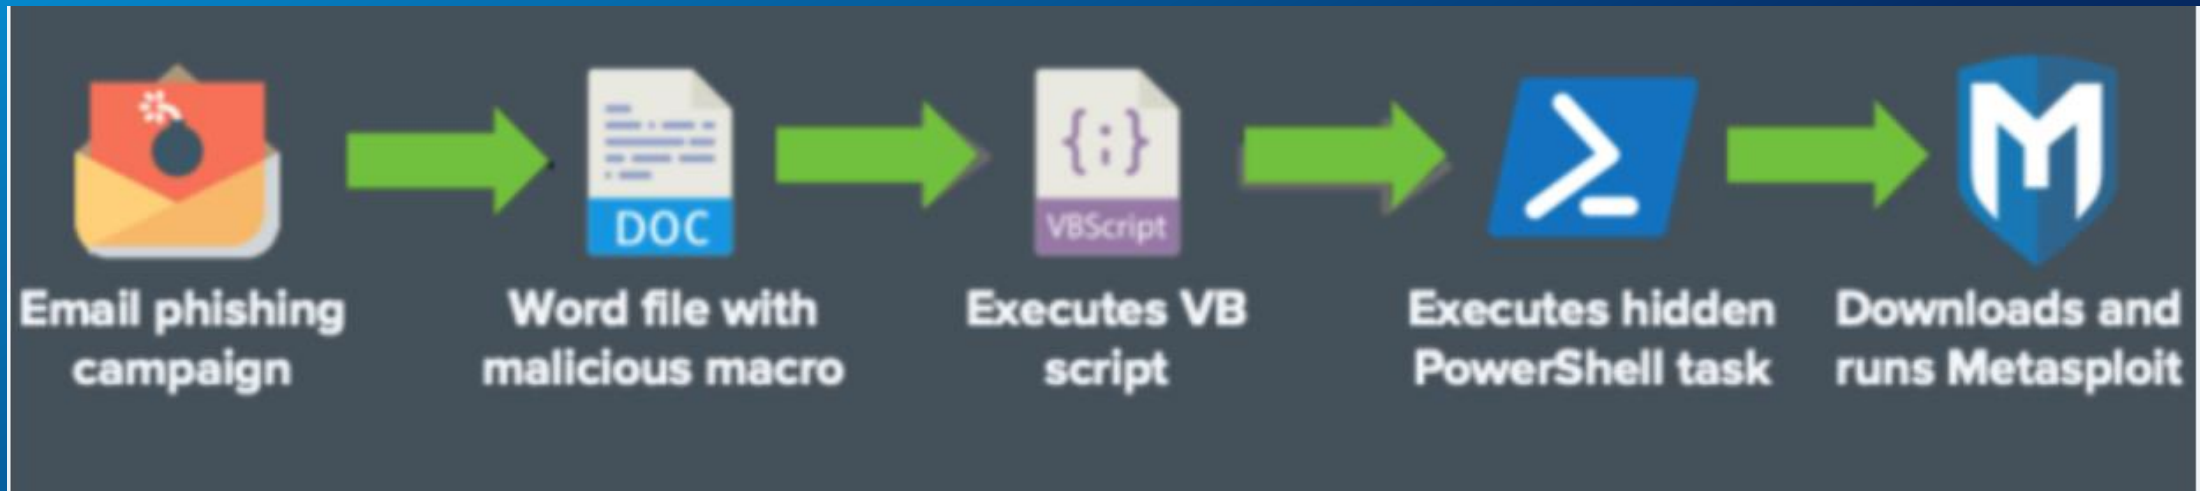 DOC
VBScript
Email phishing
campaign
Word file with
malicious macro
Executes VB
script
Executes hidden
PowerShell task
Downloads and
runs Metasploit